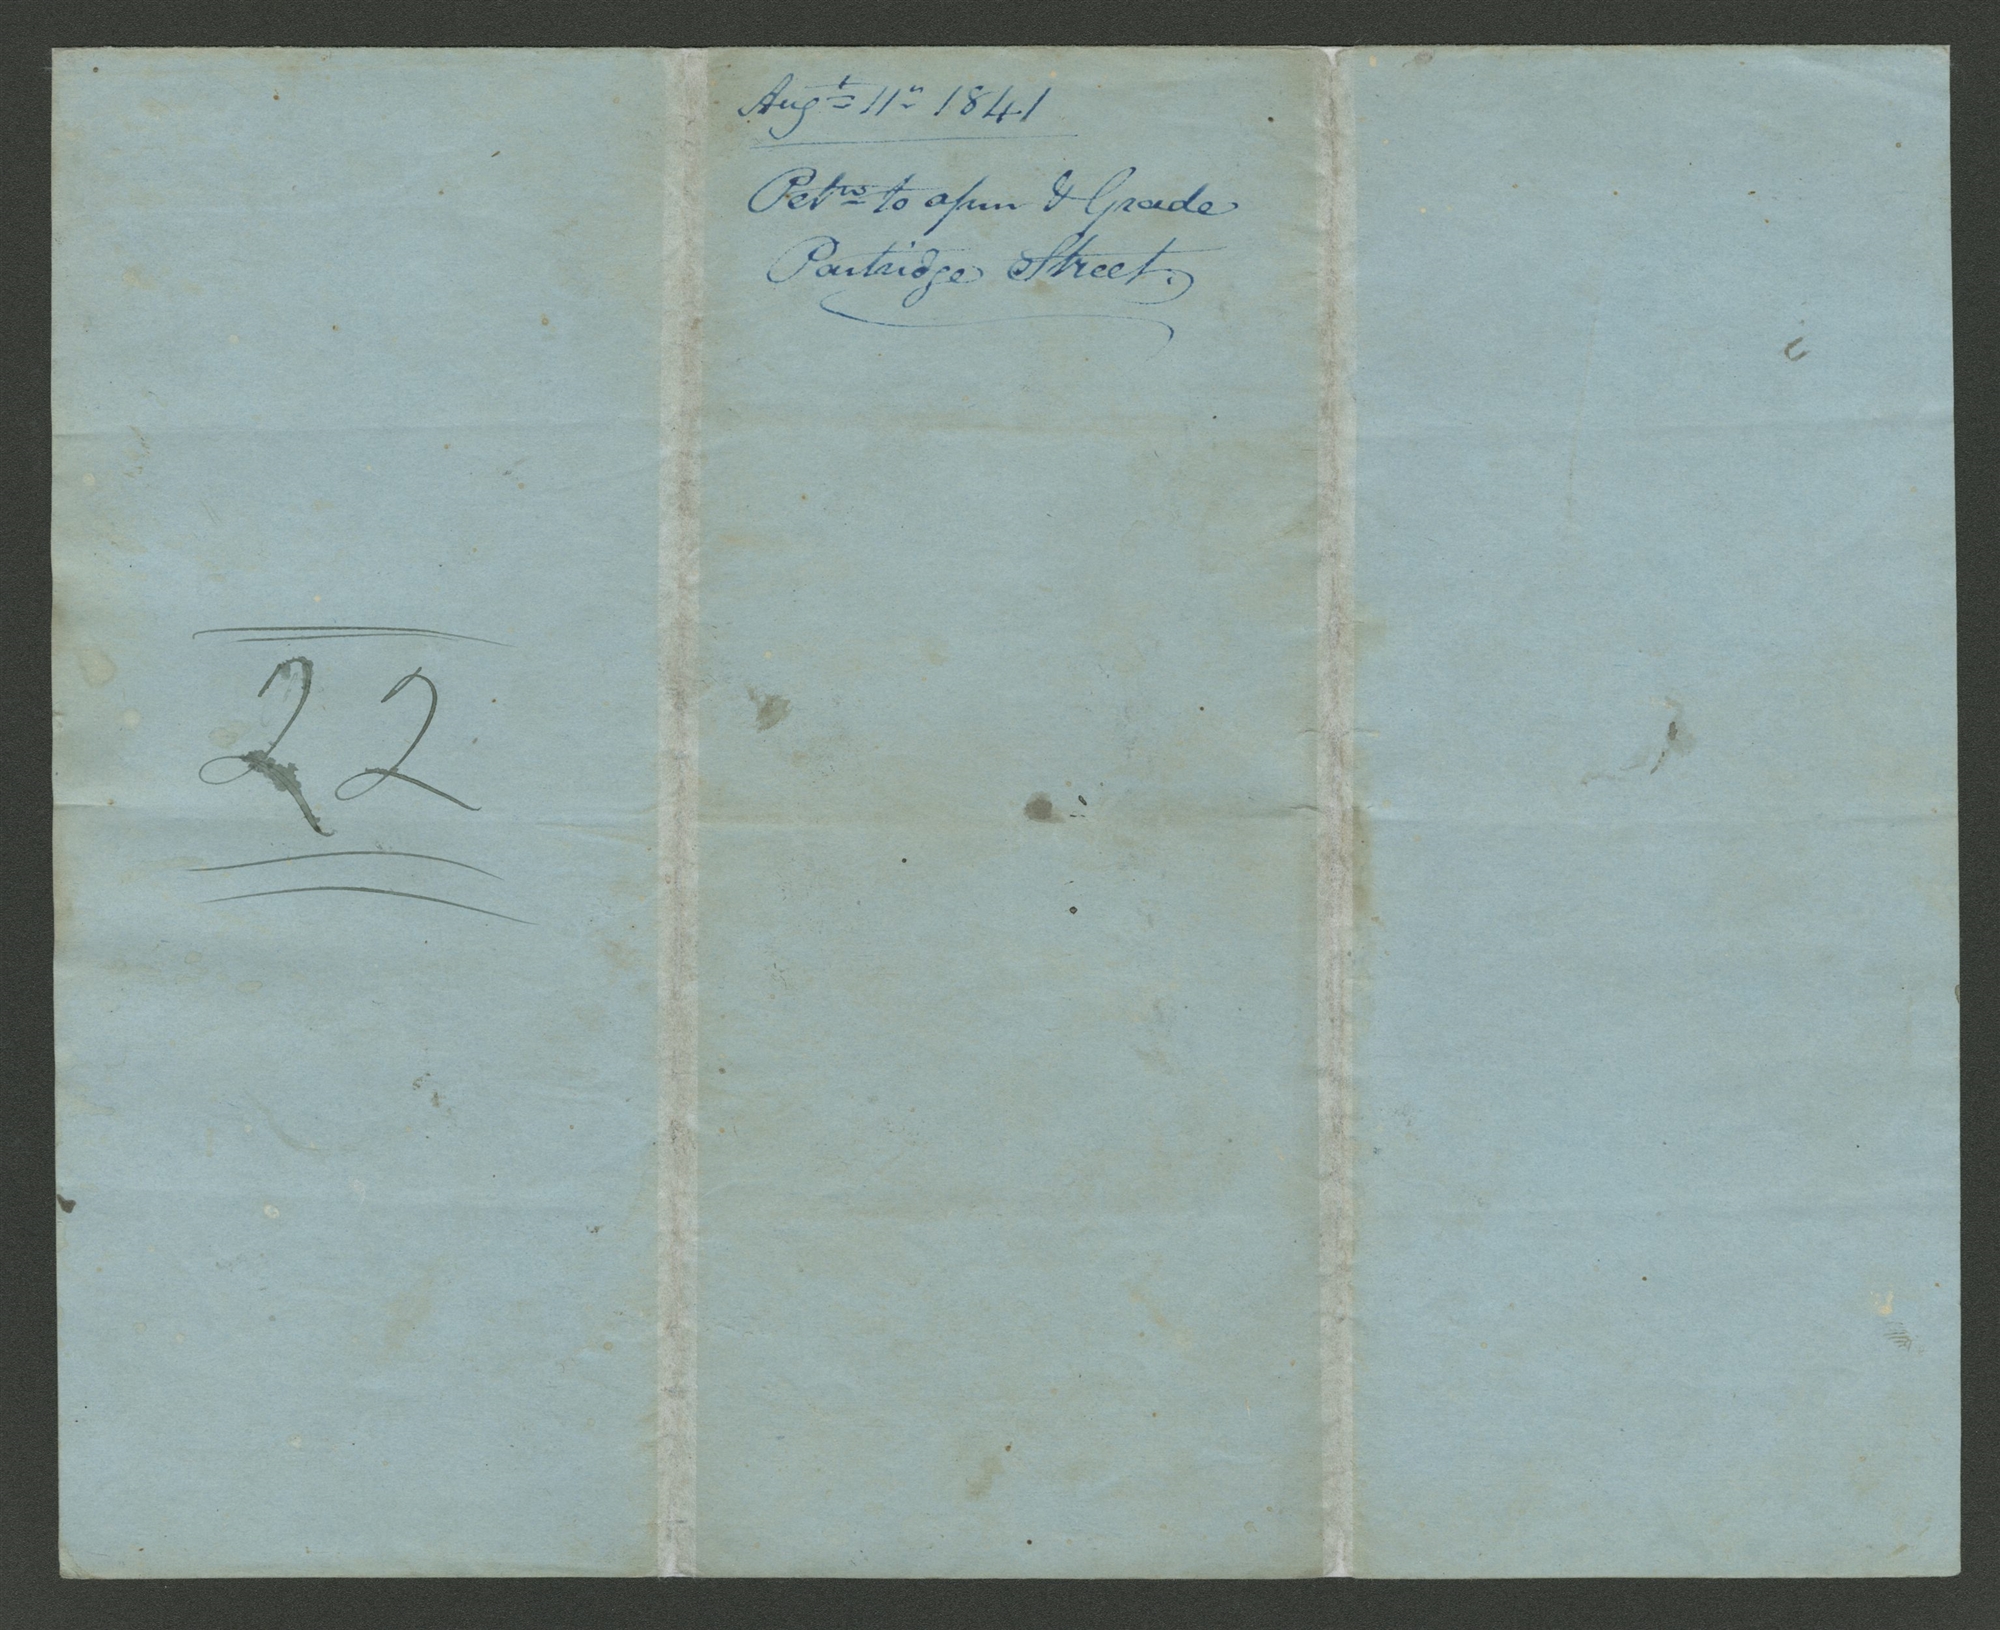 Augt 11th 1841
Petn to open & Grade
Partridge Street.
22